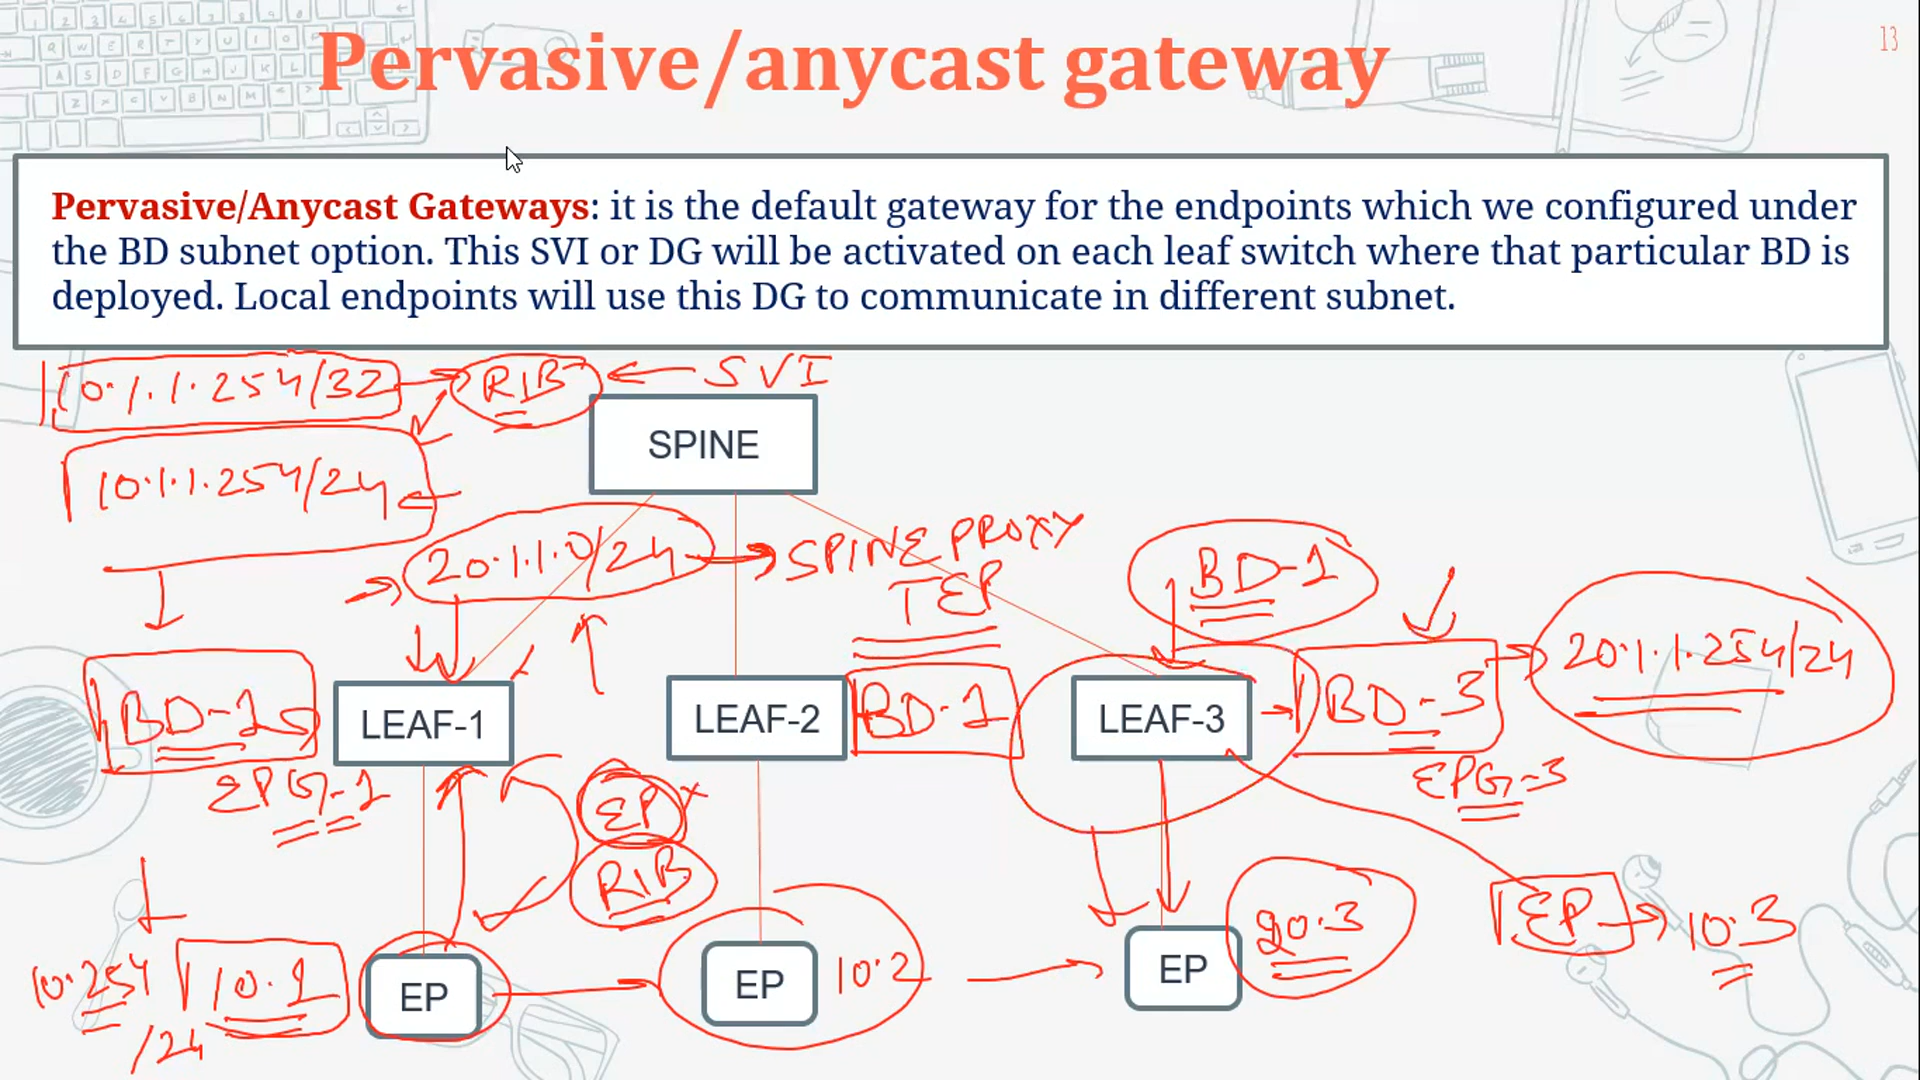 Pervasive/anycast gateway
13
Pervasive/Anycast Gateways: it is the default gateway for the endpoints which we configured under
the BD subnet option. This SVI or DG will be activated on each leaf switch where that particular BD is
deployed. Local endpoints will use this DG to communicate in different subnet.
10.1.1.254/32
RIB
SVI
SPINE
10.1.1.254/24
20.1.1.0/24
SPINE PROXY
TEP
BD-1
20.1.1.254/24
BD-1
LEAF-1
LEAF-2
BD-1
LEAF-3
BD-3
EPG-1
EPG-3
EP
RIB
10.254
/24
10.1
EP
EP
10.2
EP
20.3
EP
10.3